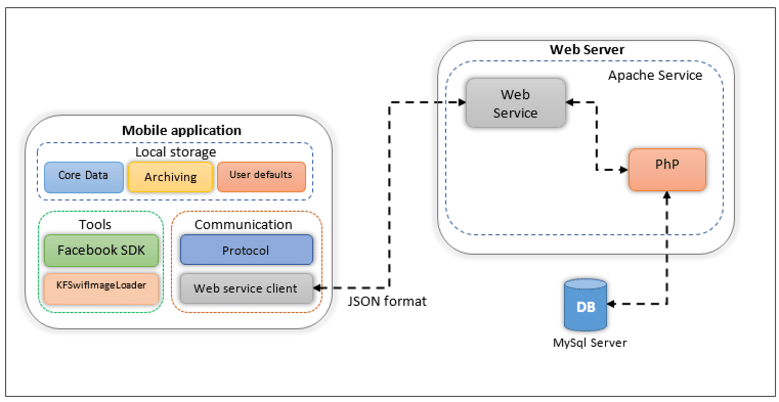 Web Server
Apache Service
Web
Service
PhP
Mobile application
Local storage
Core Data
Archiving
User defaults
Tools
Communication
Facebook SDK
Protocol
KFSwifImageLoader
Web service client
JSON format
DB
MySql Server